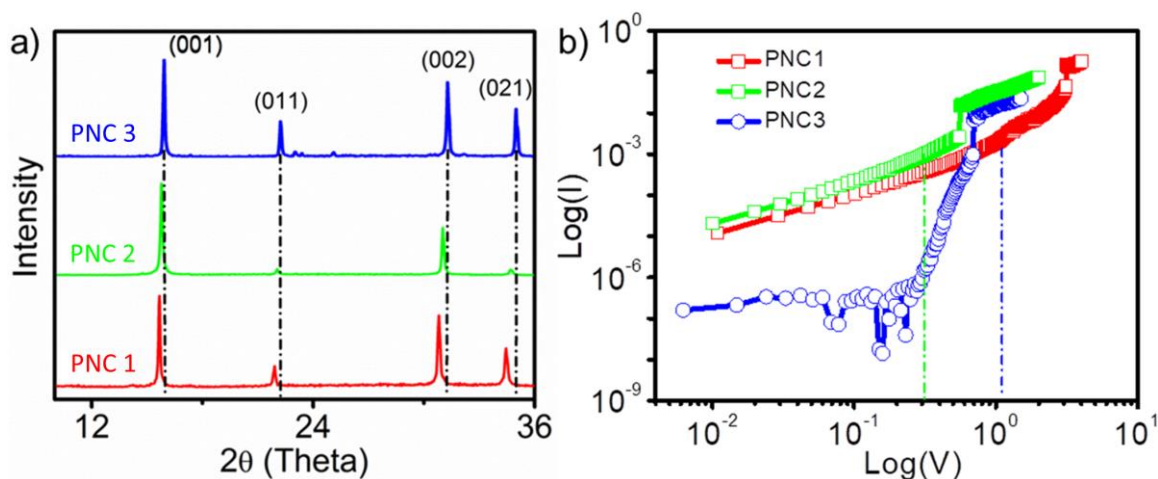 a)
(001)
(002)
(021)
(011)
PNC 3
PNC 2
PNC 1
Intensity
12
24
36
2θ (Theta)
b)
PNC1
PNC2
PNC3
Log(I)
10⁰
10⁻³
10⁻⁶
10⁻⁹
10⁻²
10⁻¹
10⁰
10¹
Log(V)